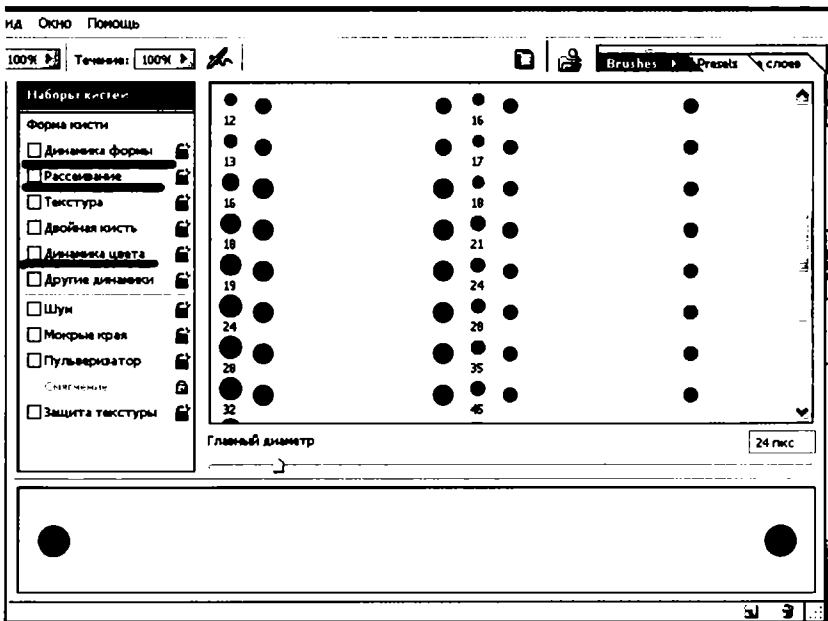 ид Окно Помощь
100% Течение: 100%
Brushes Presets слоев
Наборы кистей
Форма кисти
Динамика формы
Рассеивание
Текстура
Двойная кисть
Динамика цвета
Другие динамики
Шум
Мокрые края
Пульверизатор
Смягчение
Защита текстуры
12 16
13 17
16 18
18 21
19 24
24 28
28 35
32 45
Главный диаметр 24 пкс